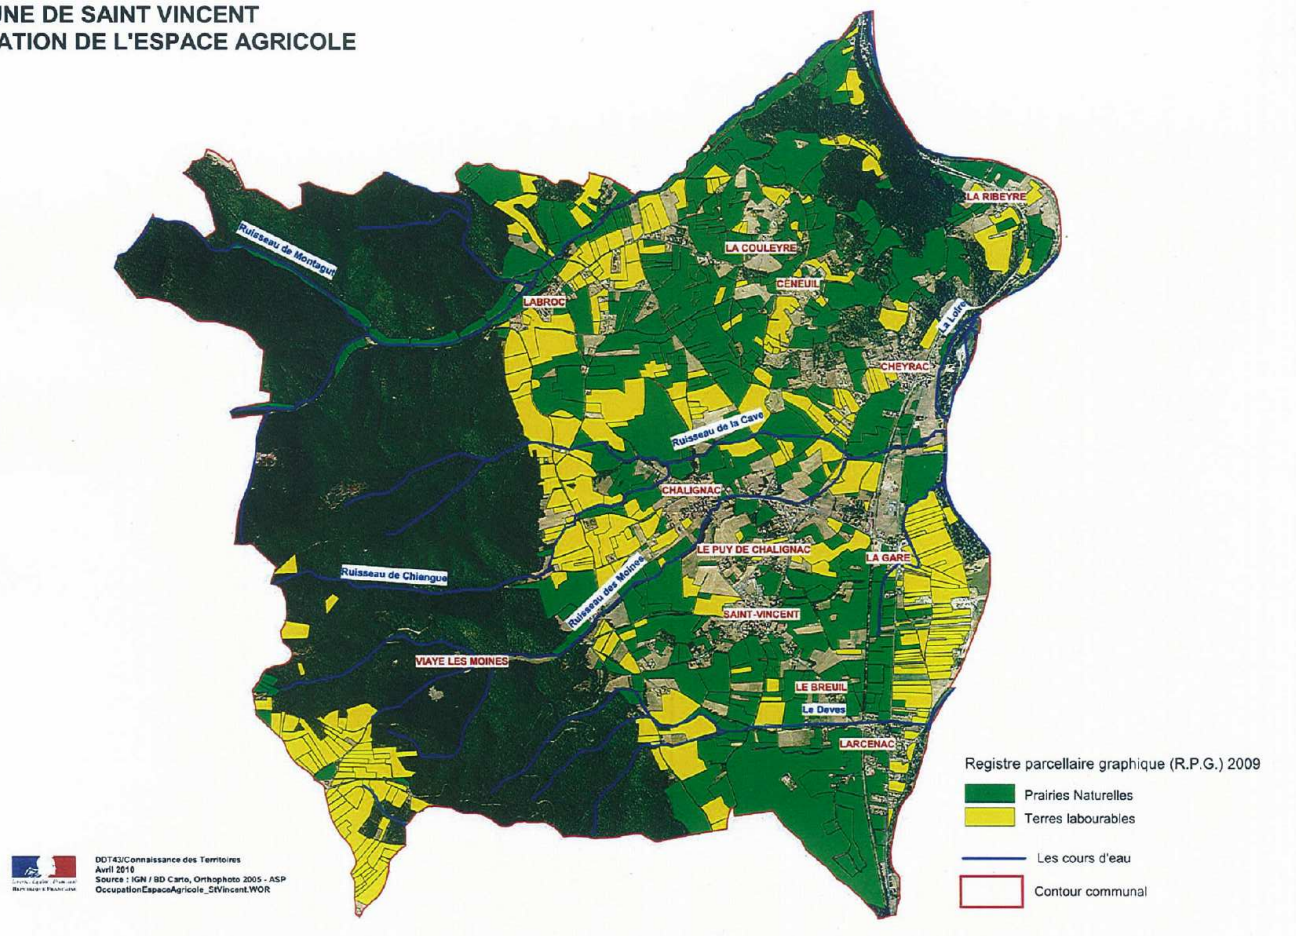 UNE DE SAINT VINCENT
ATION DE L'ESPACE AGRICOLE
LA RIBEYRE
Ruisseau de Montagut
LA COULEYRE
CENEUIL
LABROC
La Loire
CHEYRAC
Ruisseau de la Cave
CHALIGNAC
LE PUY DE CHALIGNAC
LA GARE
Ruisseau de Chiengue
Ruisseau des Moines
SAINT-VINCENT
VIAYE LES MOINES
LE BREUIL
Le Deves
LARCENAC
Registre parcellaire graphique (R.P.G.) 2009
Prairies Naturelles
Terres labourables
Les cours d'eau
Contour communal
DDT43/Connaissance des Territoires
Avril 2010
Source : IGN / BD Carto, Orthophoto 2005 - ASP
OccupationEspaceAgricole_StVincent.WOR
RÉPUBLIQUE FRANÇAISE